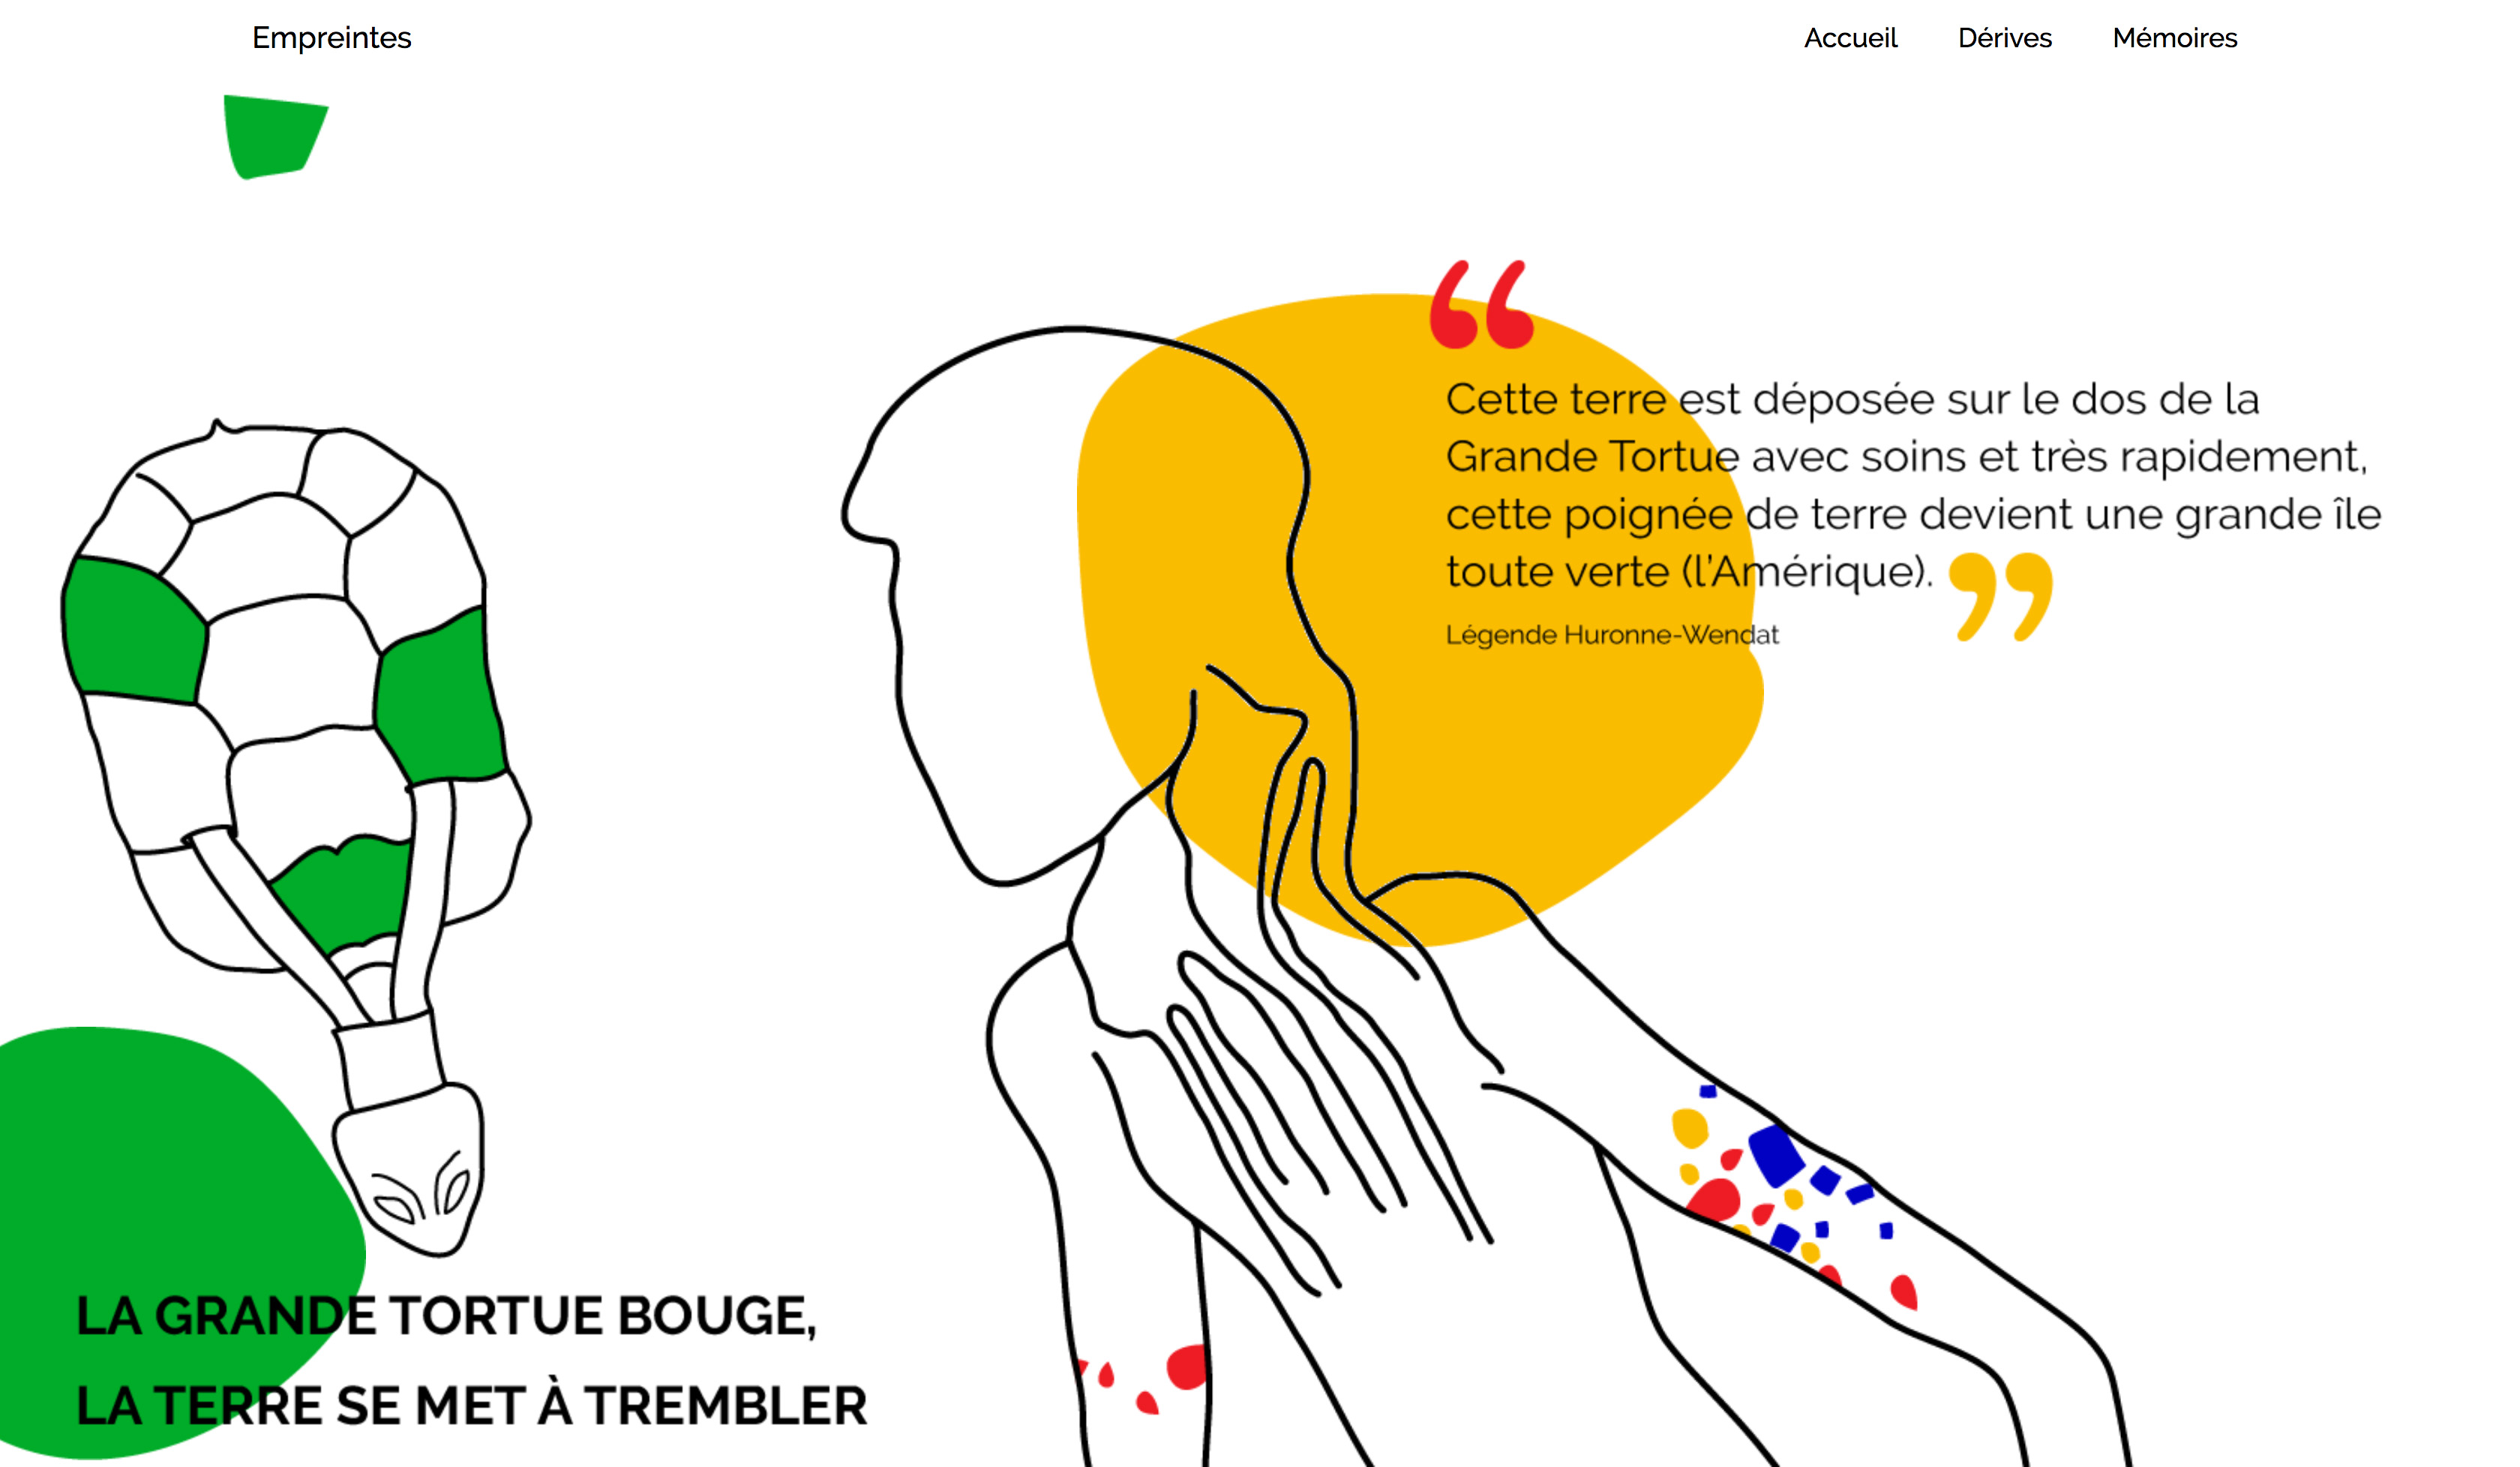 Empreintes
Accueil Dérives Mémoires
“
Cette terre est déposée sur le dos de la
Grande Tortue avec soins et très rapidement,
cette poignée de terre devient une grande île
toute verte (l’Amérique). ”
Légende Huronne-Wendat
LA GRANDE TORTUE BOUGE,
LA TERRE SE MET À TREMBLER